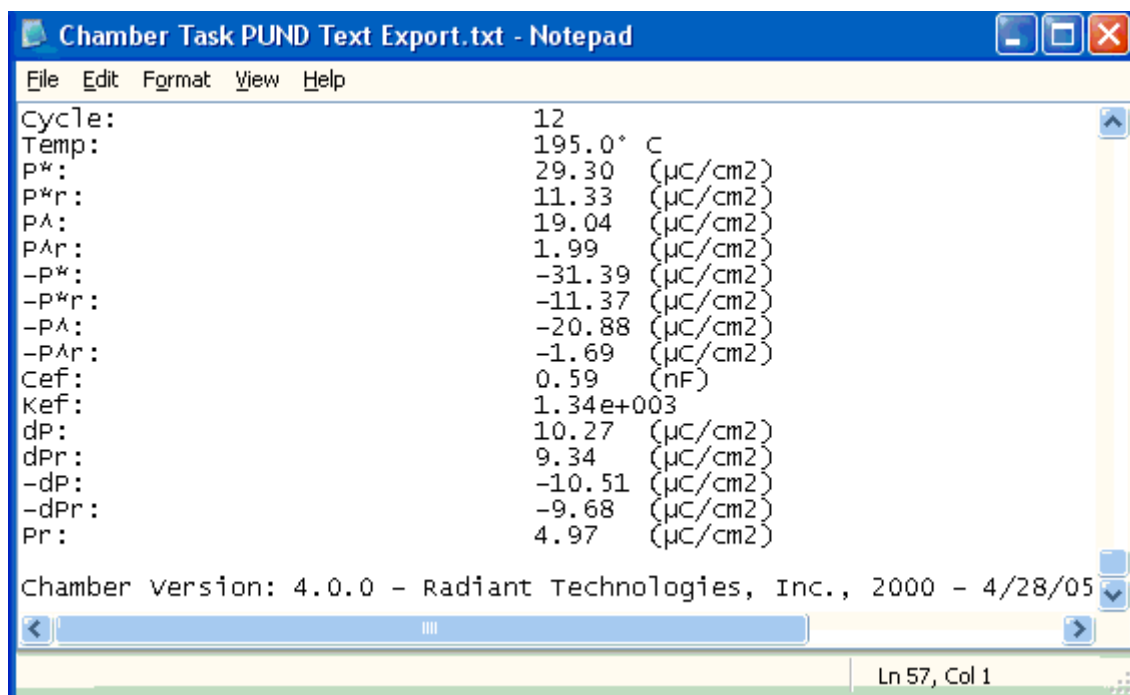 Chamber Task PUND Text Export.txt - Notepad
File Edit Format View Help
Cycle: 12
Temp: 195.0° C
P*: 29.30 (µC/cm2)
P*r: 11.33 (µC/cm2)
P^: 19.04 (µC/cm2)
P^r: 1.99 (µC/cm2)
-P*: -31.39 (µC/cm2)
-P*r: -11.37 (µC/cm2)
-P^: -20.88 (µC/cm2)
-P^r: -1.69 (µC/cm2)
Cef: 0.59 (nF)
Kef: 1.34e+003
dP: 10.27 (µC/cm2)
dPr: 9.34 (µC/cm2)
-dP: -10.51 (µC/cm2)
-dPr: -9.68 (µC/cm2)
Pr: 4.97 (µC/cm2)
Chamber Version: 4.0.0 - Radiant Technologies, Inc., 2000 - 4/28/05
Ln 57, Col 1